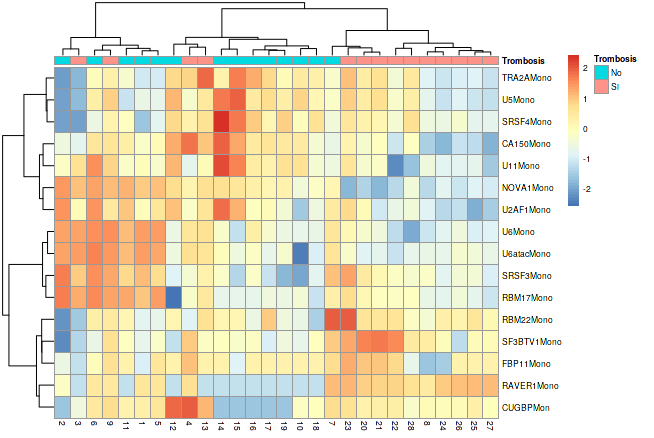 Trombosis
TRA2AMono
U5Mono
SRSF4Mono
CA150Mono
U11Mono
NOVA1Mono
U2AF1Mono
U6Mono
U6atacMono
SRSF3Mono
RBM17Mono
RBM22Mono
SF3BTV1Mono
FBP11Mono
RAVER1Mono
CUGBPMon
2 3 6 9 11 1 5 12 4 13 14 15 16 17 19 10 18 7 23 20 21 22 28 8 24 26 25 27
2
1
0
-1
-2
Trombosis
No
SI